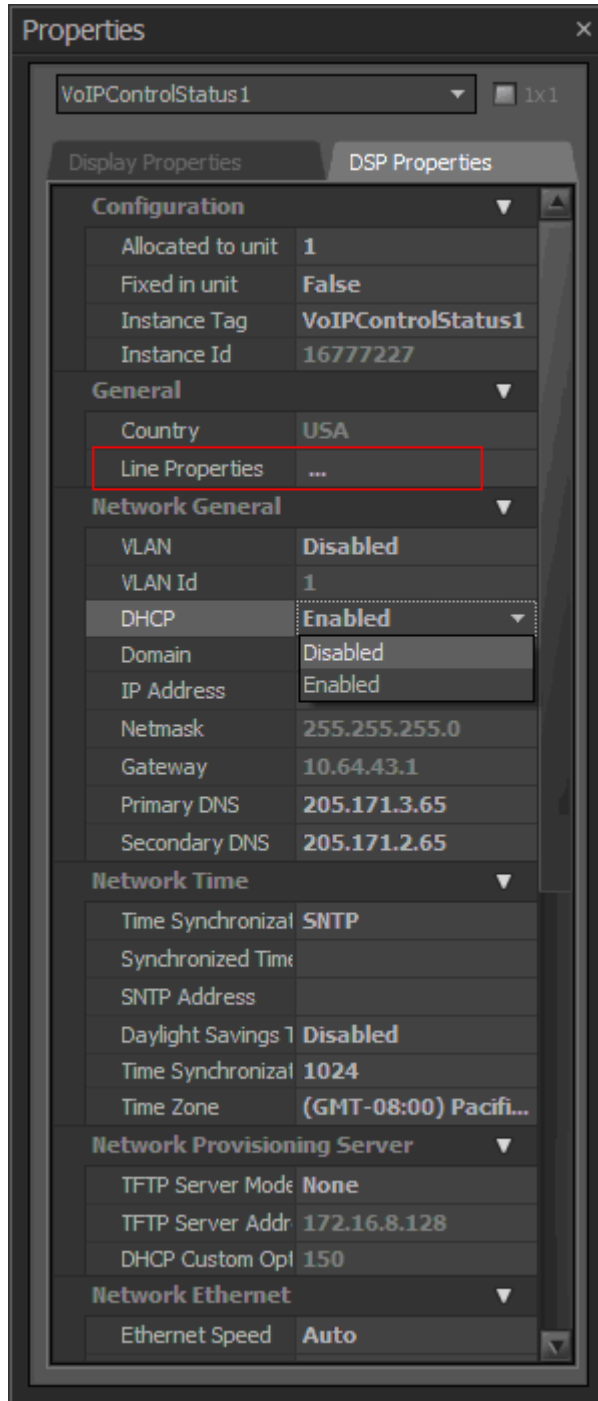 Properties
VoIPControlStatus1 1x1
Display Properties DSP Properties
Configuration
Allocated to unit 1
Fixed in unit False
Instance Tag VoIPControlStatus1
Instance Id 16777227
General
Country USA
Line Properties ...
Network General
VLAN Disabled
VLAN Id 1
DHCP Enabled
Domain Disabled
IP Address Enabled
Netmask 255.255.255.0
Gateway 10.64.43.1
Primary DNS 205.171.3.65
Secondary DNS 205.171.2.65
Network Time
Time Synchronizat SNTP
Synchronized Time
SNTP Address
Daylight Savings T Disabled
Time Synchronizat 1024
Time Zone (GMT-08:00) Pacifi...
Network Provisioning Server
TFTP Server Mode None
TFTP Server Addr 172.16.8.128
DHCP Custom Opt 150
Network Ethernet
Ethernet Speed Auto